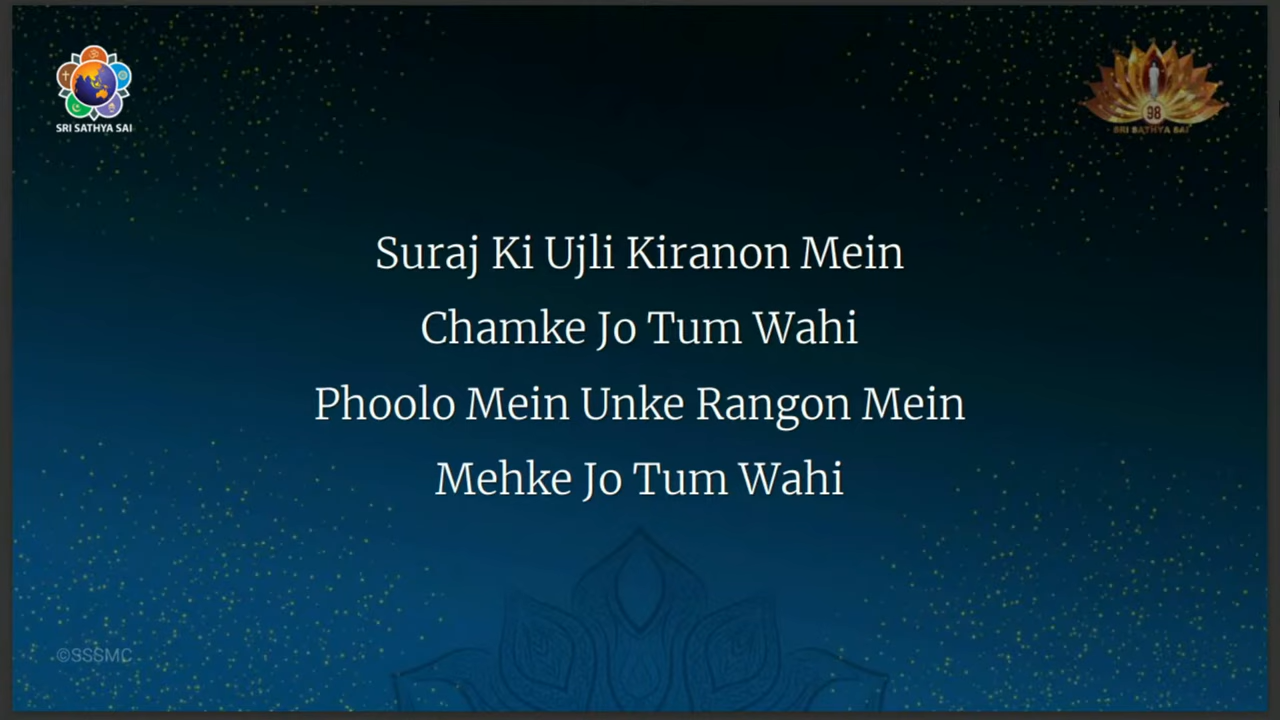 SRI SATHYA SAI
98
SRI SATHYA SAI
Suraj Ki Ujli Kiranon Mein
Chamke Jo Tum Wahi
Phoolo Mein Unke Rangon Mein
Mehke Jo Tum Wahi
©SSSMC